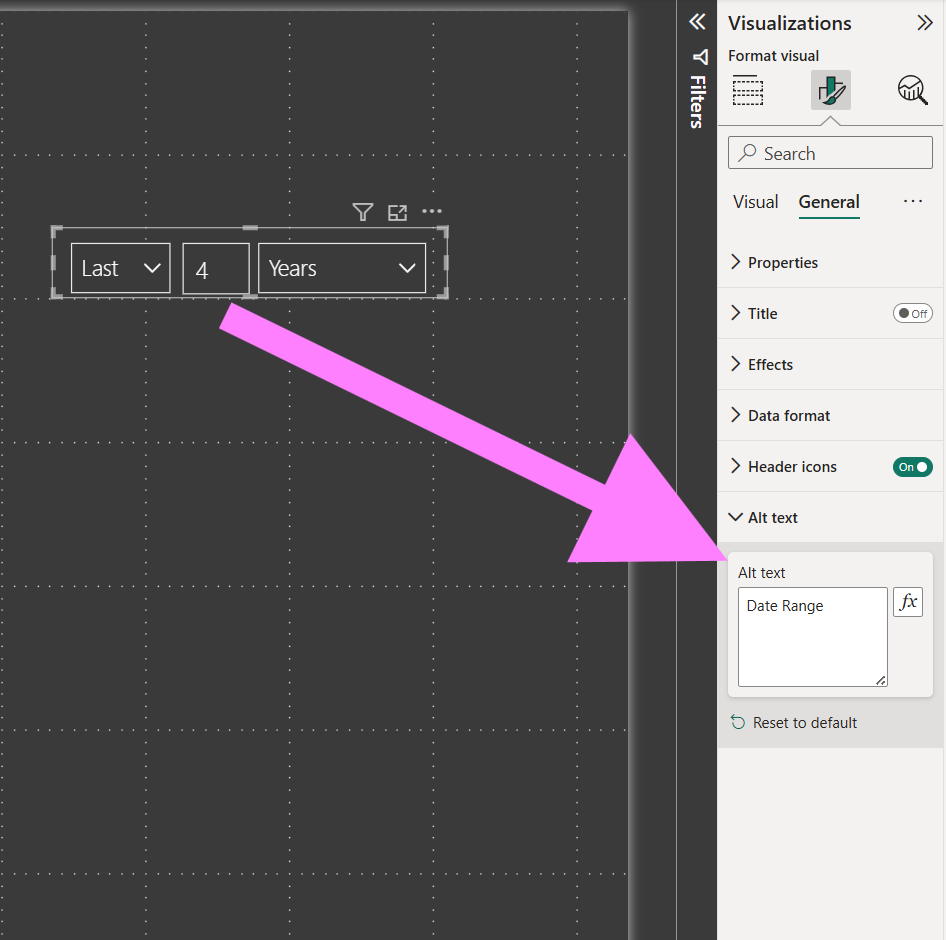 Visualizations
Format visual
Filters
Search
Visual General
Last 4 Years
Properties
Title Off
Effects
Data format
Header icons On
Alt text
Alt text
Date Range
fx
Reset to default